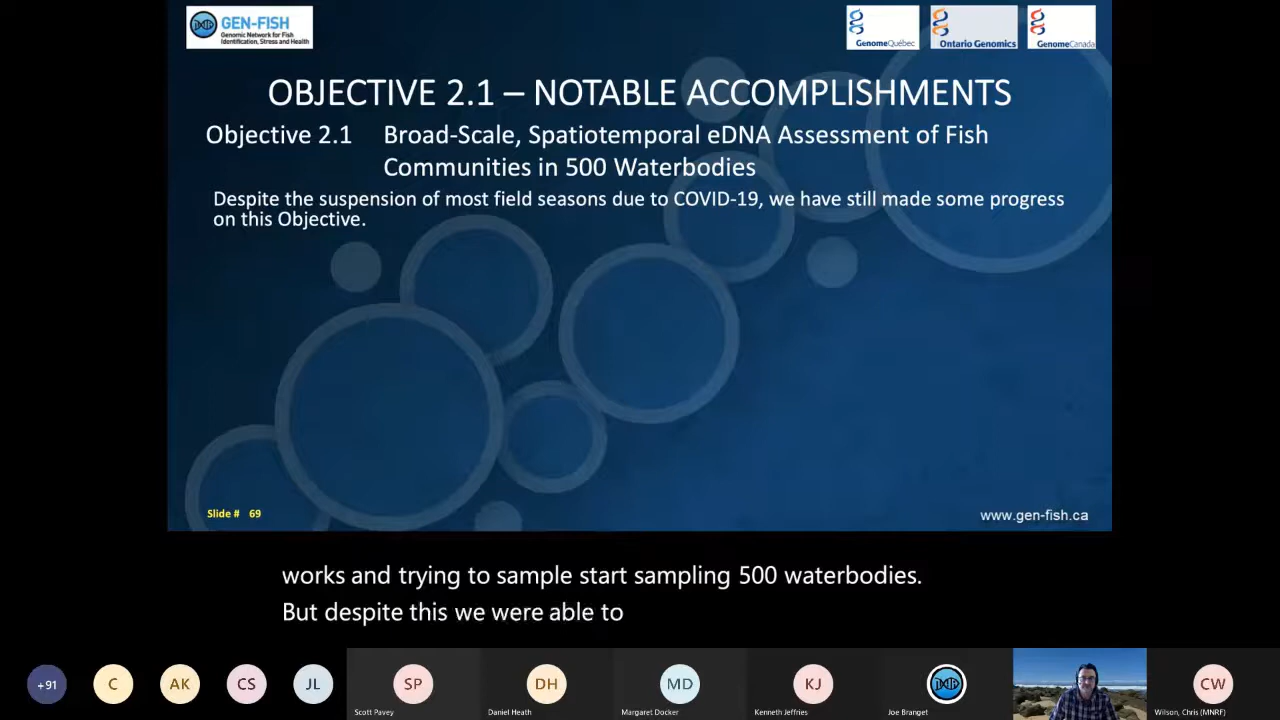 GEN-FISH
Genomic Network for Fish
Identification, Stress and Health
GenomeQuébec
Ontario Genomics
GenomeCanada
OBJECTIVE 2.1 – NOTABLE ACCOMPLISHMENTS
Objective 2.1 Broad-Scale, Spatiotemporal eDNA Assessment of Fish
Communities in 500 Waterbodies
Despite the suspension of most field seasons due to COVID-19, we have still made some progress
on this Objective.
Slide # 69
www.gen-fish.ca
works and trying to sample start sampling 500 waterbodies.
But despite this we were able to
+91
C
AK
CS
JL
SP
DH
MD
KJ
CW
Scott Pavey
Daniel Heath
Margaret Docker
Kenneth Jeffries
Joe Branget
Wilson, Chris (MNRF)